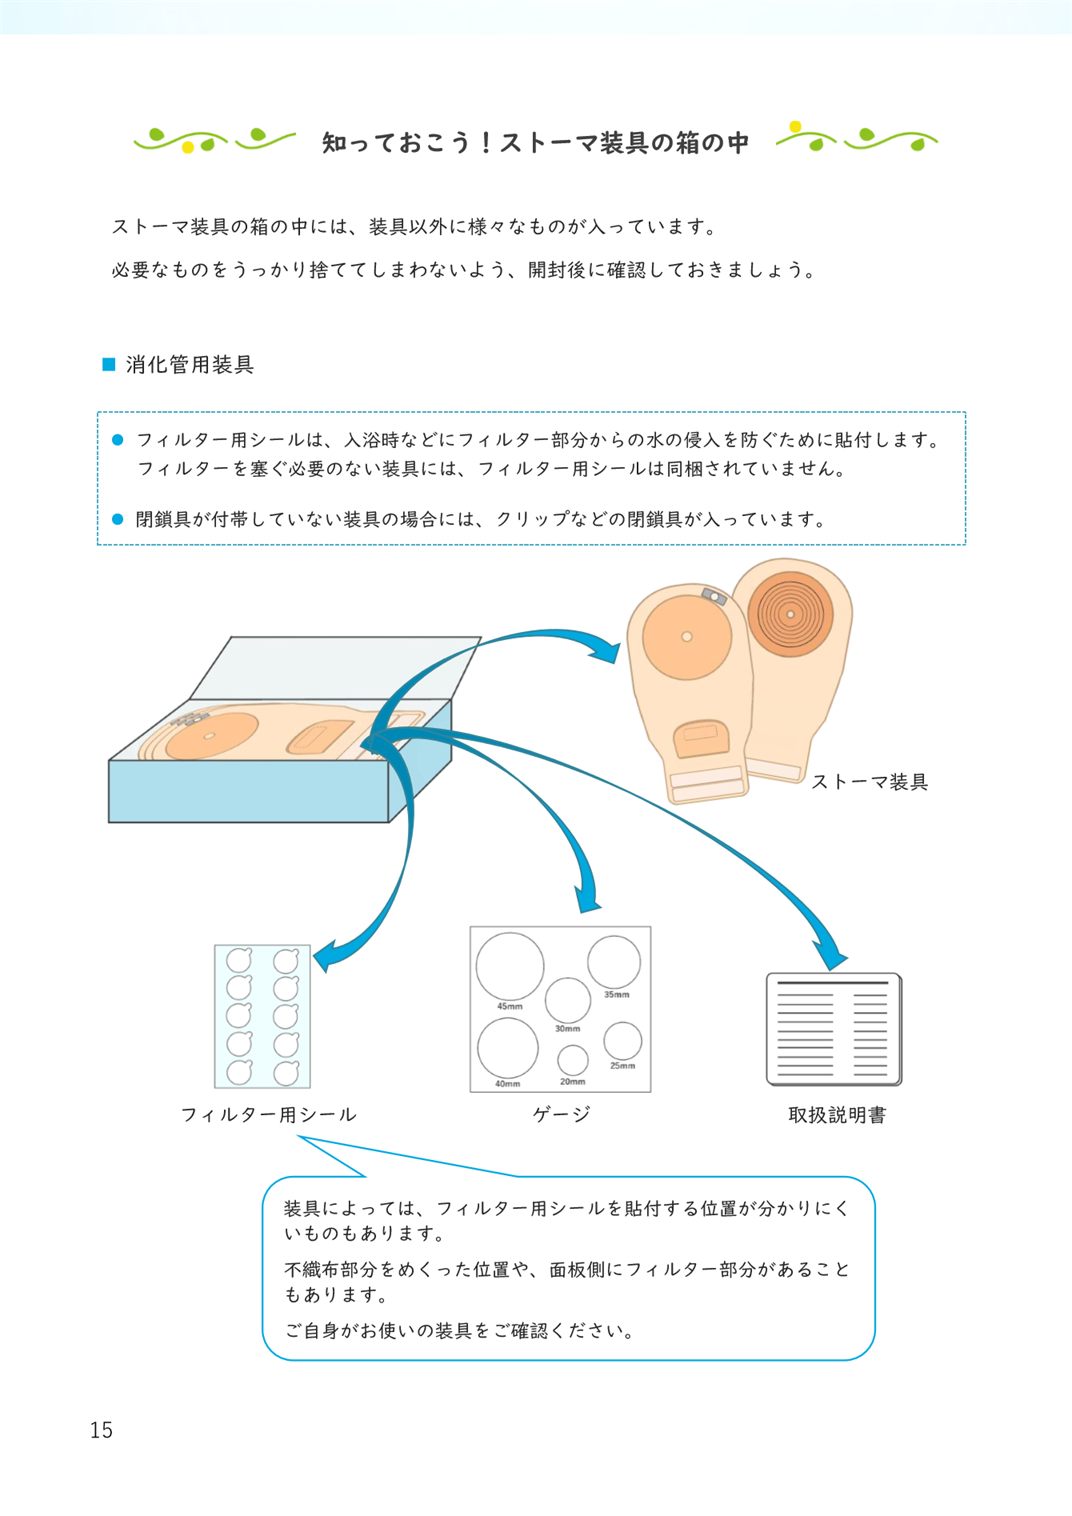 知っておこう！ストーマ装具の箱の中
ストーマ装具の箱の中には、装具以外に様々なものが入っています。
必要なものをうっかり捨ててしまわないよう、開封後に確認しておきましょう。
■ 消化管用装具
● フィルター用シールは、入浴時などにフィルター部分からの水の侵入を防ぐために貼付します。
フィルターを塞ぐ必要のない装具には、フィルター用シールは同梱されていません。
● 閉鎖具が付帯していない装具の場合には、クリップなどの閉鎖具が入っています。
ストーマ装具
45mm
35mm
30mm
25mm
40mm
20mm
フィルター用シール
ゲージ
取扱説明書
装具によっては、フィルター用シールを貼付する位置が分かりにく
いものもあります。
不織布部分をめくった位置や、面板側にフィルター部分があること
もあります。
ご自身がお使いの装具をご確認ください。
15